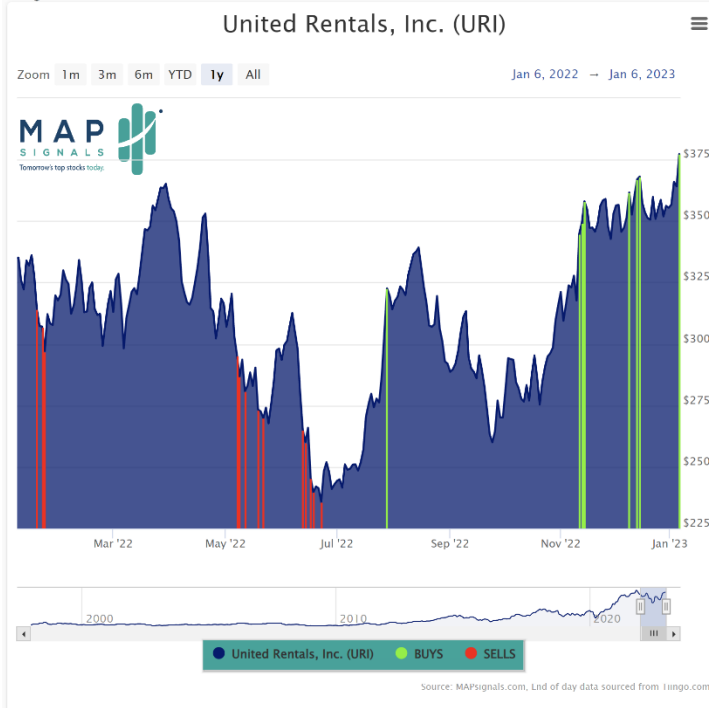 United Rentals, Inc. (URI)
Zoom 1m 3m 6m YTD 1y All Jan 6, 2022 → Jan 6, 2023
MAP
SIGNALS
Tomorrow's top stocks today.
$375
$350
$325
$300
$275
$250
$225
Mar '22 May '22 Jul '22 Sep '22 Nov '22 Jan '23
2000 2010 2020
United Rentals, Inc. (URI) BUYS SELLS
Source: MAPsignals.com, End of day data sourced from Tiingo.com